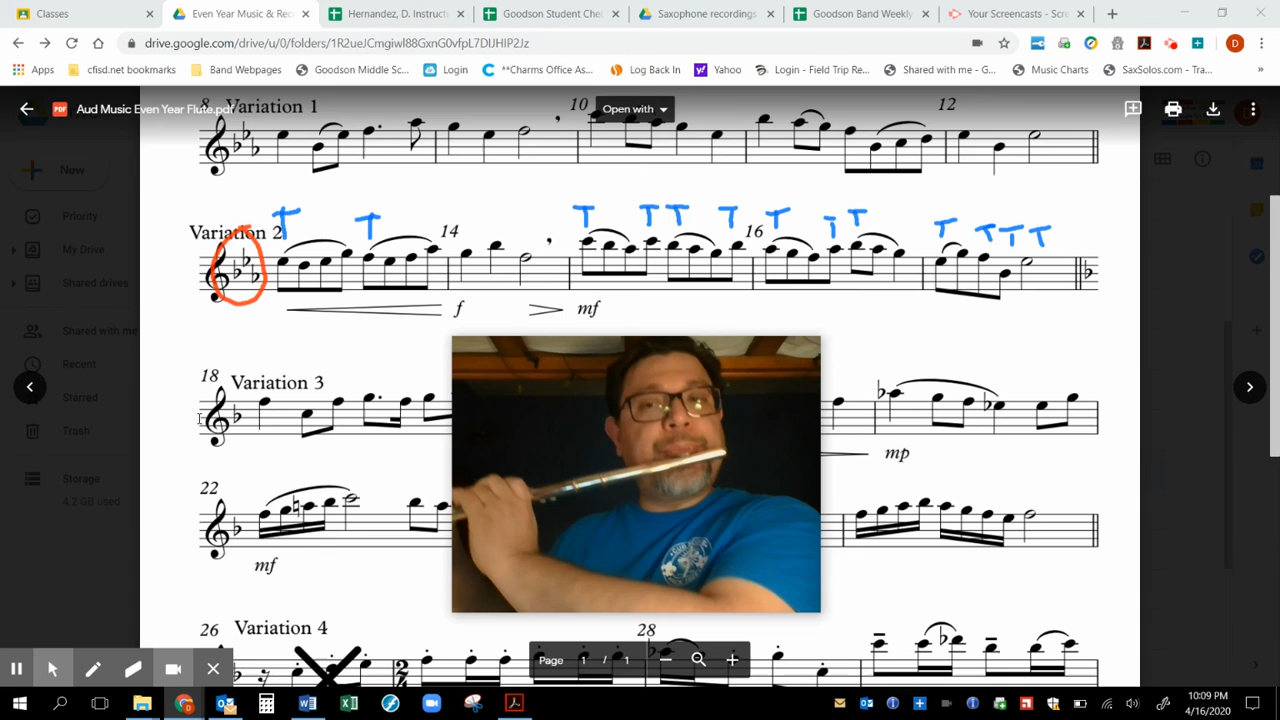 Classes
Even Year Music & Rec
Hernandez, D. Instruct
Goodson Student Chec
Saxophone recordings
Goodson Band Weekly
Your Screencasts - Scre
drive.google.com/drive/u/0/folders/1R2ueJCmgiwl88GxnG0vfpL7DIJHIP2Jz
D
Apps
cfisd.net bookmarks
Band Webpages
Goodson Middle Sc...
Login
**Charms Office As...
Log Back In
Yahoo
Login - Field Trip Re...
Shared with me - G...
Music Charts
SaxSolos.com - Tra...
»
Aud Music Even Year Flute.pdf
Open with
8 Variation 1
10
12
New
Priority
My Drive
Shared drives
Shared with me
Recent
Starred
Trash
Storage
4.2 GB used
T T T T T T T T T T T T T
Variation 2
14
16
f
mf
18 Variation 3
mp
22
mf
26 Variation 4
28
2
4
Page 1 / 1
10:09 PM
4/16/2020